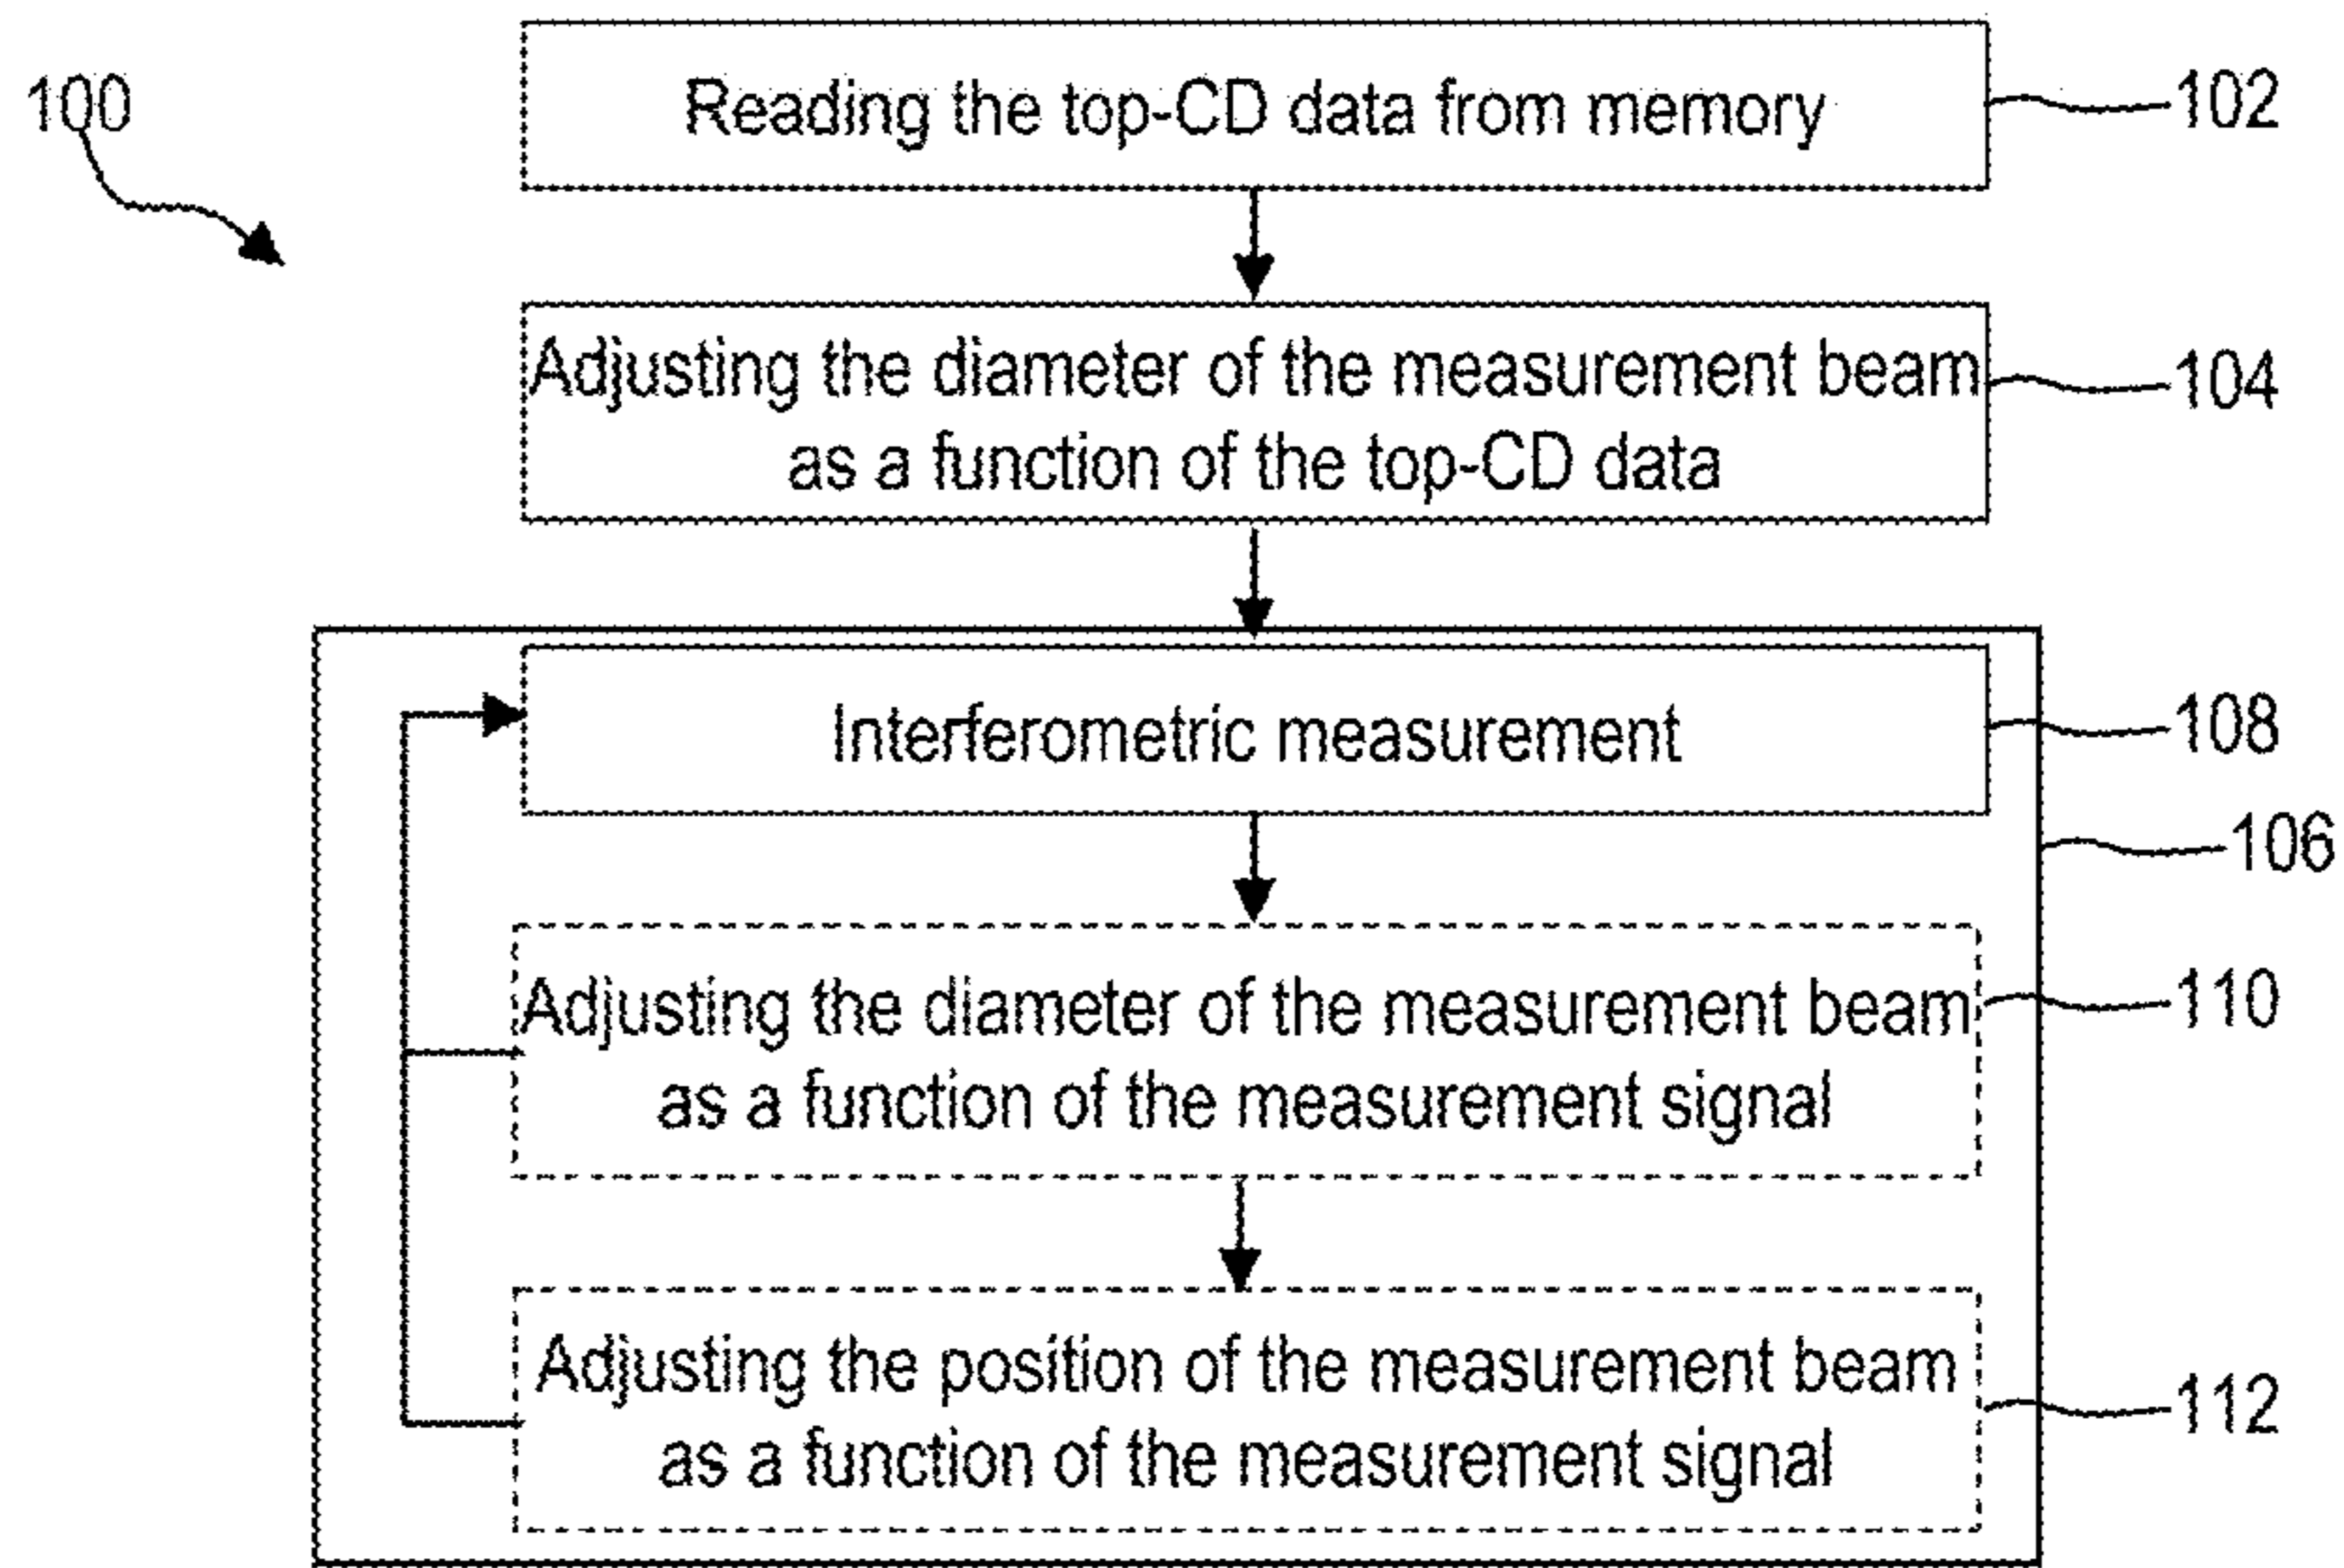 100
Reading the top-CD data from memory
102
Adjusting the diameter of the measurement beam
as a function of the top-CD data
104
Interferometric measurement
108
106
Adjusting the diameter of the measurement beam
as a function of the measurement signal
110
Adjusting the position of the measurement beam
as a function of the measurement signal
112